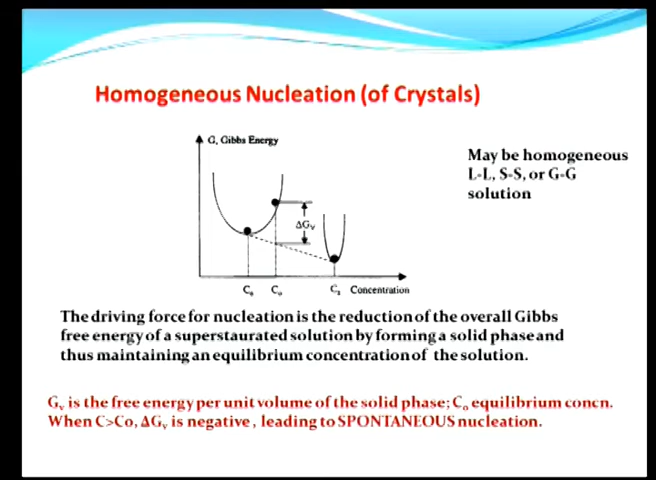 Homogeneous Nucleation (of Crystals)
G, Gibbs Energy
May be homogeneous
L-L, S-S, or G-G
solution
ΔGv
Concentration
The driving force for nucleation is the reduction of the overall Gibbs
free energy of a superstaurated solution by forming a solid phase and
thus maintaining an equilibrium concentration of the solution.
Gv is the free energy per unit volume of the solid phase; Co equilibrium concn.
When C>Co, ΔGv is negative, leading to SPONTANEOUS nucleation.